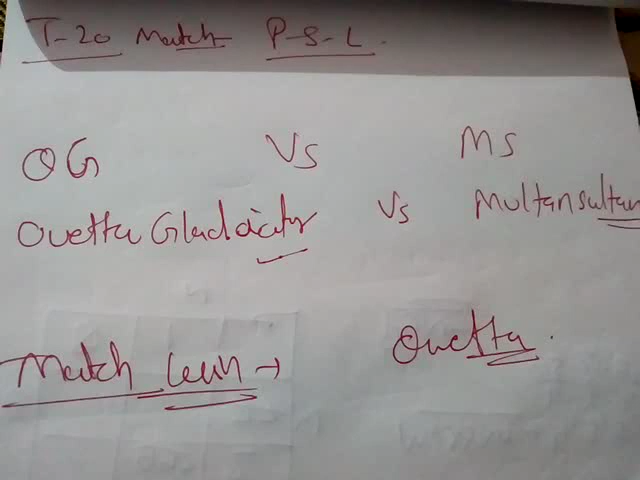 T-20 Match P-S-L.
QG Vs MS
Quetta Gladiator Vs Multansultan
Match Win → Quetta.